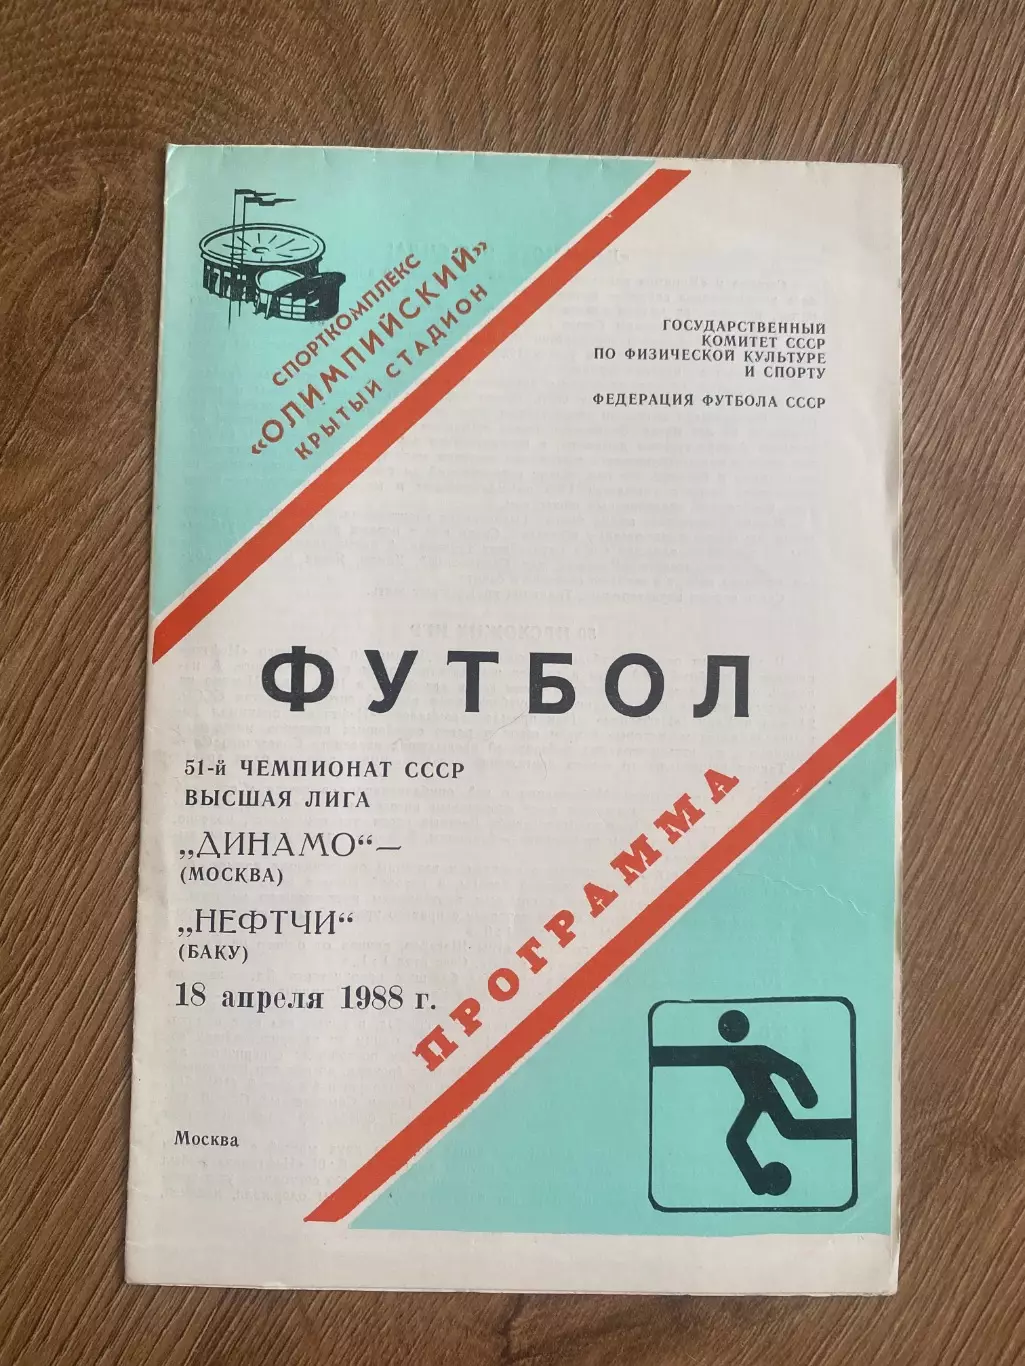 СПОРТКОМПЛЕКС
«ОЛИМПИЙСКИЙ»
КРЫТЫЙ СТАДИОН
ГОСУДАРСТВЕННЫЙ
КОМИТЕТ СССР
ПО ФИЗИЧЕСКОЙ КУЛЬТУРЕ
И СПОРТУ
ФЕДЕРАЦИЯ ФУТБОЛА СССР
ФУТБОЛ
51-й ЧЕМПИОНАТ СССР
ВЫСШАЯ ЛИГА
„ДИНАМО“—
(МОСКВА)
„НЕФТЧИ“
(БАКУ)
18 апреля 1988 г.
ПРОГРАММА
Москва